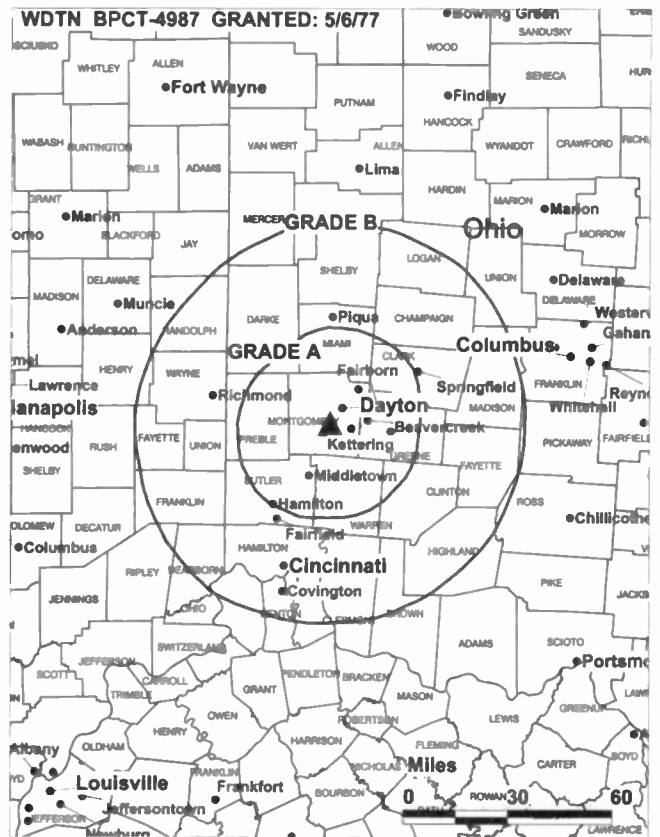 WDTN BPCT-4987 GRANTED: 5/6/77
Bowling Green
SANDUSKY
WOOD
ALLEN
WHITLEY
SENECA
Fort Wayne
Findlay
PUTNAM
HANCOCK
WABASH
HUNTINGTON
VAN WERT
ALLEN
WYANDOT
CRAWFORD
WELLS
ADAMS
Lima
HARDIN
GRANT
MARION
Marion
Marion
MERCER
GRADE B
Ohio
MORROW
BLACKFORD
JAY
LOGAN
SHELBY
UNION
DELAWARE
Delaware
MADISON
Muncie
DELAWARE
RANDOLPH
DARKE
Piqua
CHAMPAIGN
Anderson
MIAMI
GRADE A
CLARK
Columbus
HENRY
WAYNE
Fairborn
Lawrence
Richmond
Springfield
FRANKLIN
Whitehall
HANCOCK
MONTGOMERY
Dayton
MADISON
Beavercreek
RUSH
FAYETTE
UNION
PREBLE
Kettering
PICKAWAY
FAIRFIELD
SHELBY
GREENE
FAYETTE
Middletown
BUTLER
CLINTON
FRANKLIN
Hamilton
ROSS
Chillicothe
Fairfield
WARREN
DECATUR
Columbus
HAMILTON
HIGHLAND
Cincinnati
RIPLEY
DEARBORN
PIKE
Covington
JENNINGS
OHIO
KENTON
CLERMONT
BROWN
SWITZERLAND
ADAMS
SCIOTO
JEFFERSON
SCOTT
CARROLL
GRANT
PENDLETON
BRACKEN
TRIMBLE
MASON
OWEN
ROBERTSON
LEWIS
GREENUP
HENRY
HARRISON
FLEMING
OLDHAM
NICHOLAS
BOYD
CARTER
Louisville
FRANKLIN
Frankfort
BOURBON
Miles
Jeffersontown
JEFFERSON
0 30 60
ROWAN
Newburg
LAWRENCE